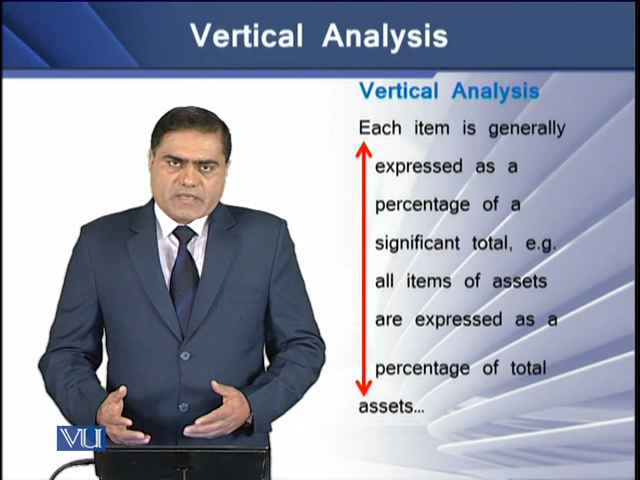 Vertical Analysis
Vertical Analysis
Each item is generally
expressed as a
percentage of a
significant total, e.g.
all items of assets
are expressed as a
percentage of total
assets...
VU